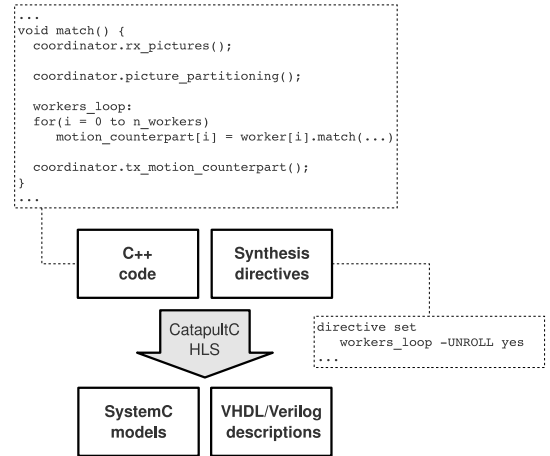 ...
void match() {
coordinator.rx_pictures();
coordinator.picture_partitioning();
workers_loop:
for(i = 0 to n_workers)
motion_counterpart[i] = worker[i].match(...)
coordinator.tx_motion_counterpart();
}
...
C++
code
Synthesis
directives
CatapultC
HLS
directive set
workers_loop -UNROLL yes
...
SystemC
models
VHDL/Verilog
descriptions